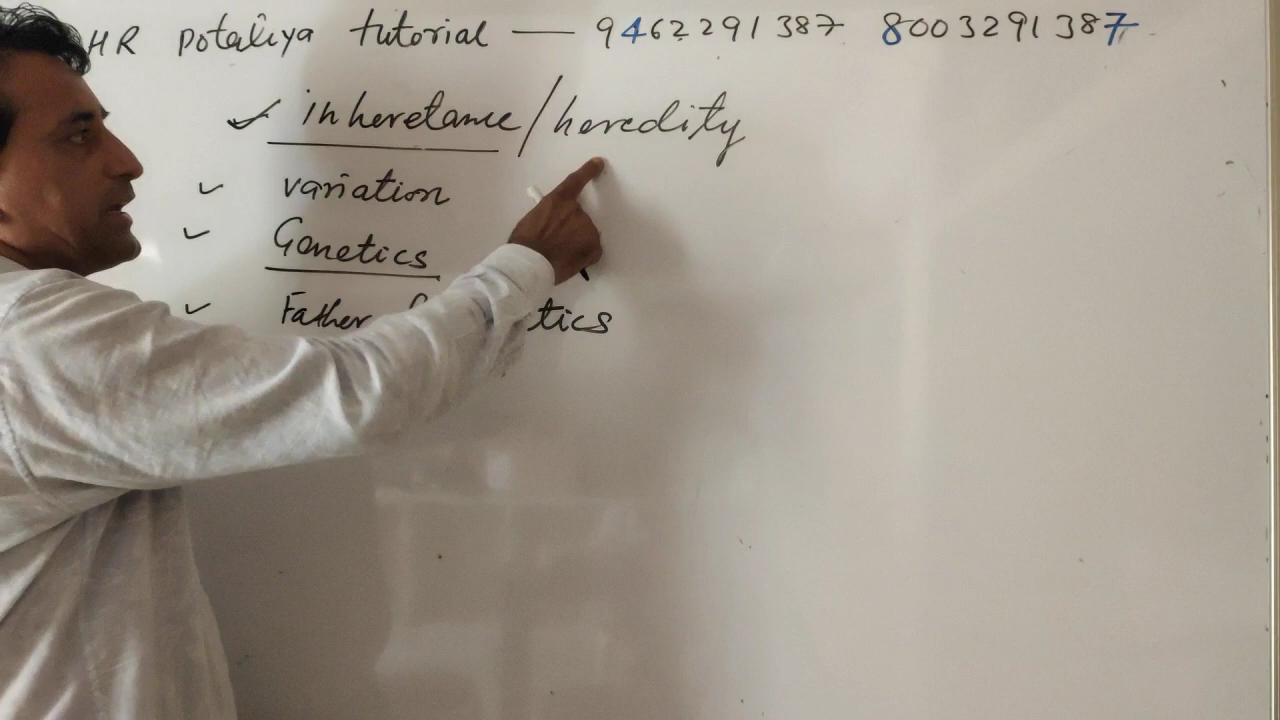 HR potaliya tutorial — 9462291387 8003291387
✓ inheretance/heredity
✓ variation
✓ Genetics
✓ Father tics